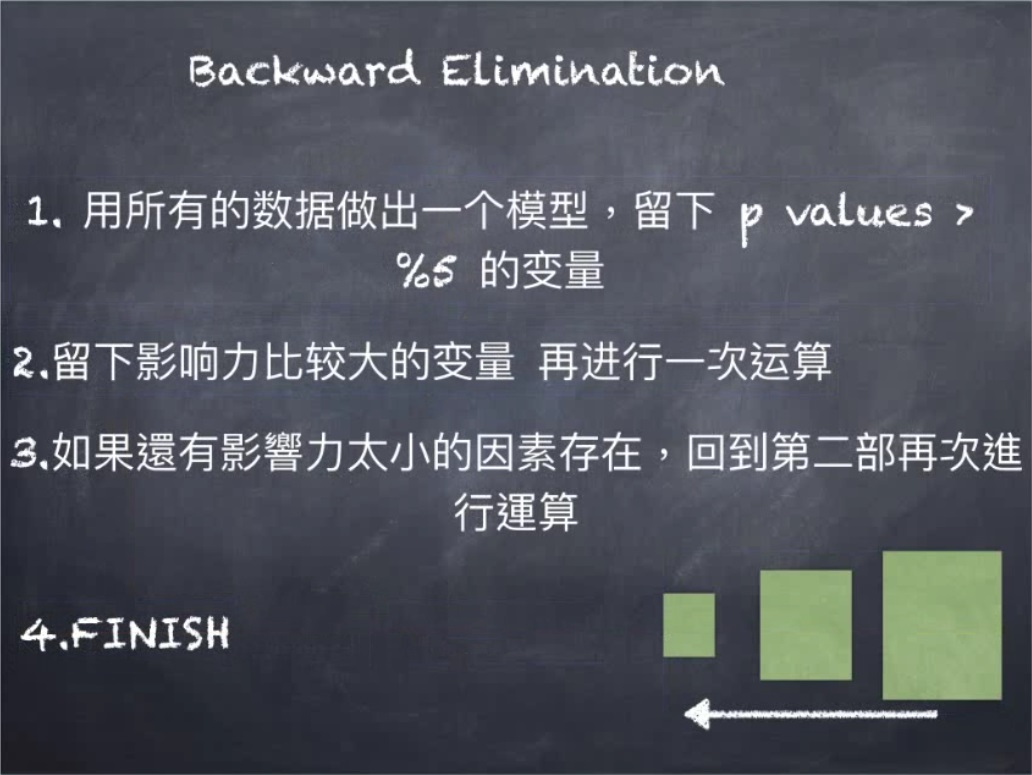 Backward Elimination
1. 用所有的数据做出一个模型，留下 p values >
%5 的变量
2.留下影响力比较大的变量 再进行一次运算
3.如果還有影響力太小的因素存在，回到第二部再次進
行運算
4.FINISH